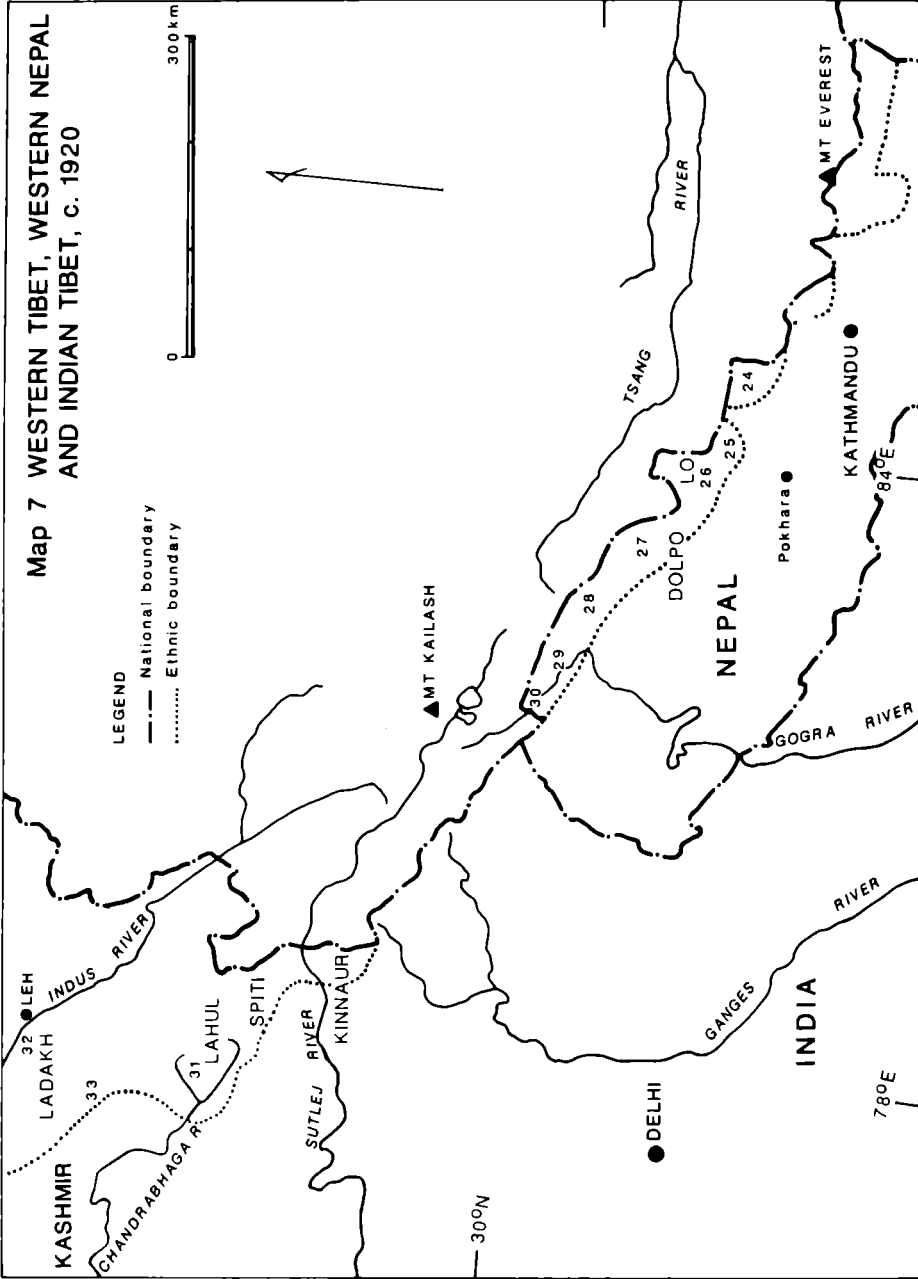 Map 7 WESTERN TIBET, WESTERN NEPAL
AND INDIAN TIBET, c. 1920
0
300km
LEGEND
National boundary
Ethnic boundary
32
LEH
LADAKH
INDUS
RIVER
33
KASHMIR
31
LAHUL
SPITI
CHANDRABHAGA R
KINNAUR
SUTLEJ
RIVER
MT KAILASH
TSANG
RIVER
30
29
28
27
DOLPO
LO
26
25
24
MT EVEREST
30°N
NEPAL
Pokhara
KATHMANDU
84°E
GOGRA RIVER
DELHI
GANGES
RIVER
INDIA
78°E